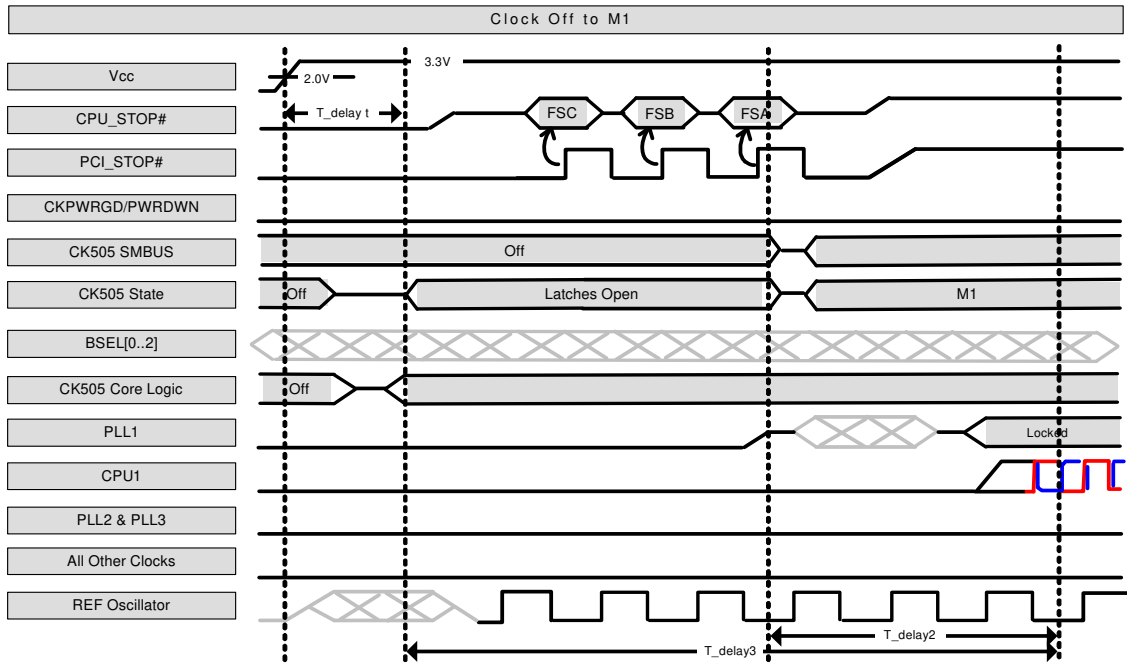 Clock Off to M1
Vcc
2.0V
3.3V
CPU_STOP#
T_delay t
FSC
FSB
FSA
PCI_STOP#
CKPWRGD/PWRDWN
CK505 SMBUS
Off
CK505 State
Off
Latches Open
M1
BSEL[0..2]
CK505 Core Logic
Off
PLL1
Locked
CPU1
PLL2 & PLL3
All Other Clocks
REF Oscillator
T_delay2
T_delay3